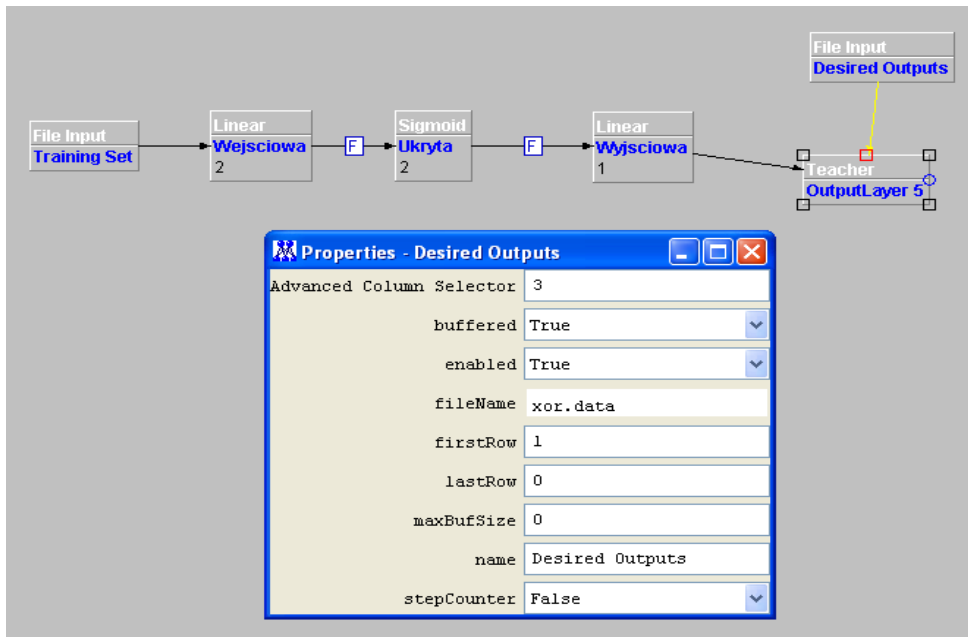 File Input
Desired Outputs
File Input
Training Set
Linear
Wejsciowa
2
F
Sigmoid
Ukryta
2
F
Linear
Wyjsciowa
1
Teacher
OutputLayer 5
Properties - Desired Outputs
Advanced Column Selector 3
buffered True
enabled True
fileName xor.data
firstRow 1
lastRow 0
maxBufSize 0
name Desired Outputs
stepCounter False